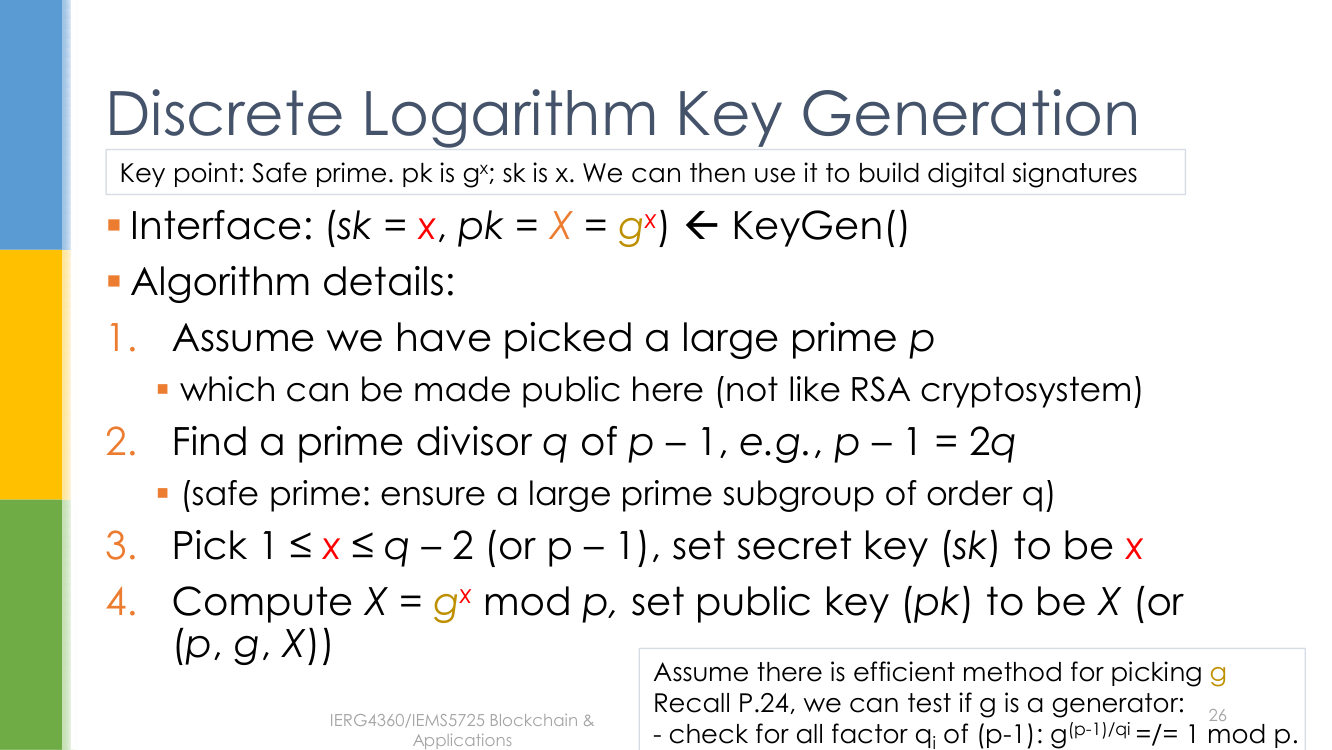 Discrete Logarithm Key Generation
Key point: Safe prime. pk is gˣ; sk is x. We can then use it to build digital signatures
▪ Interface: (sk = x, pk = X = gˣ) ← KeyGen()
▪ Algorithm details:
1. Assume we have picked a large prime p
▪ which can be made public here (not like RSA cryptosystem)
2. Find a prime divisor q of p – 1, e.g., p – 1 = 2q
▪ (safe prime: ensure a large prime subgroup of order q)
3. Pick 1 ≤ x ≤ q – 2 (or p – 1), set secret key (sk) to be x
4. Compute X = gˣ mod p, set public key (pk) to be X (or
(p, g, X))
Assume there is efficient method for picking g
Recall P.24, we can test if g is a generator:
- check for all factor qᵢ of (p-1): g^(p-1)/qi =/= 1 mod p.
IERG4360/IEMS5725 Blockchain &
Applications
26